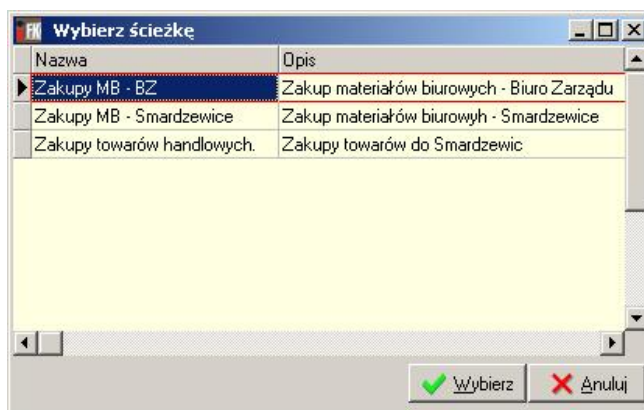 FK Wybierz ścieżkę
Nazwa Opis
Zakupy MB - BZ Zakup materiałów biurowych - Biuro Zarządu
Zakupy MB - Smardzewice Zakup materiałów biurowyh - Smardzewice
Zakupy towarów handlowych. Zakupy towarów do Smardzewic
Wybierz Anuluj